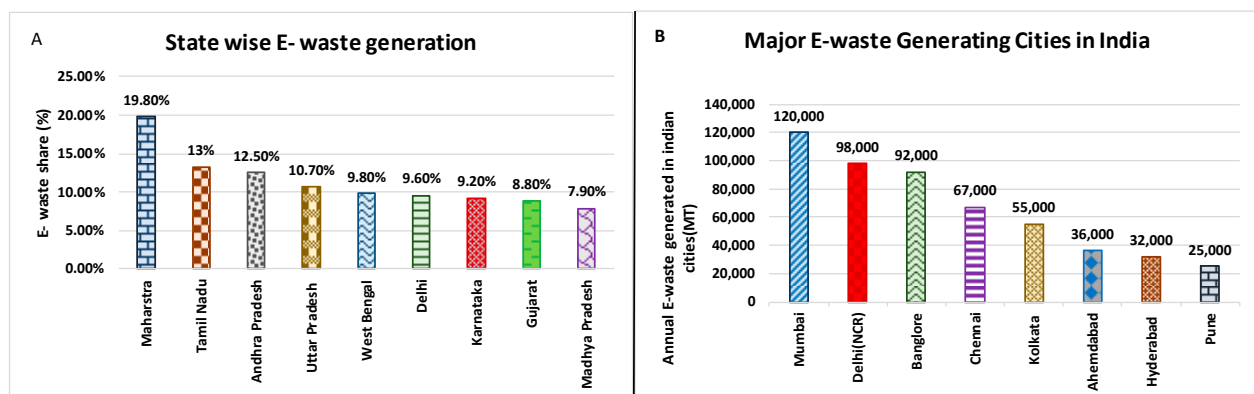 A
State wise E- waste generation
E- waste share (%)
25.00%
20.00%
15.00%
10.00%
5.00%
0.00%
19.80%
13%
12.50%
10.70%
9.80%
9.60%
9.20%
8.80%
7.90%
Maharstra
Tamil Nadu
Andhra Pradesh
Uttar Pradesh
West Bengal
Delhi
Karnataka
Gujarat
Madhya Pradesh
B
Major E-waste Generating Cities in India
Annual E-waste generated in indian
cities(MT)
140,000
120,000
100,000
80,000
60,000
40,000
20,000
0
120,000
98,000
92,000
67,000
55,000
36,000
32,000
25,000
Mumbai
Delhi(NCR)
Banglore
Chennai
Kolkata
Ahemdabad
Hyderabad
Pune